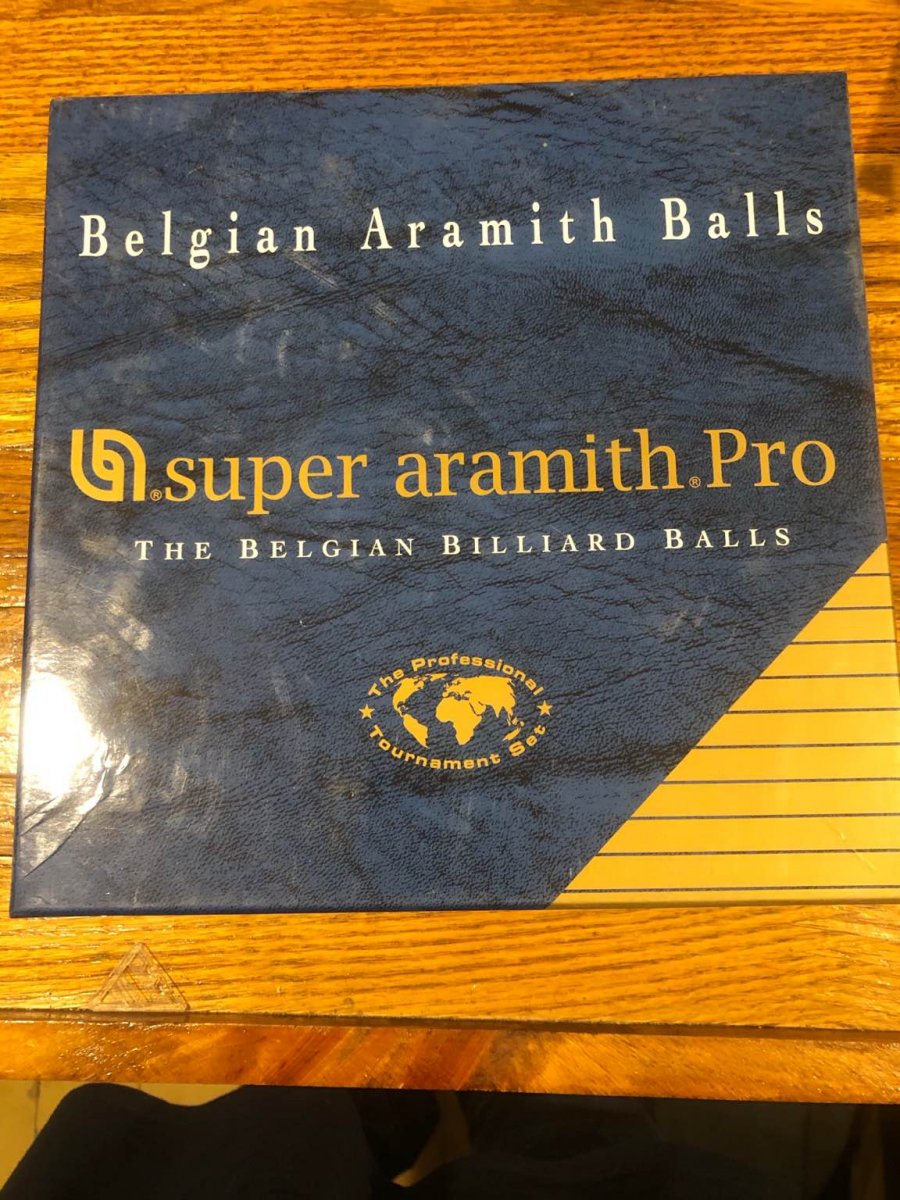 Belgian Aramith Balls
®super aramith®Pro
THE BELGIAN BILLIARD BALLS
The Professional
Tournament Set